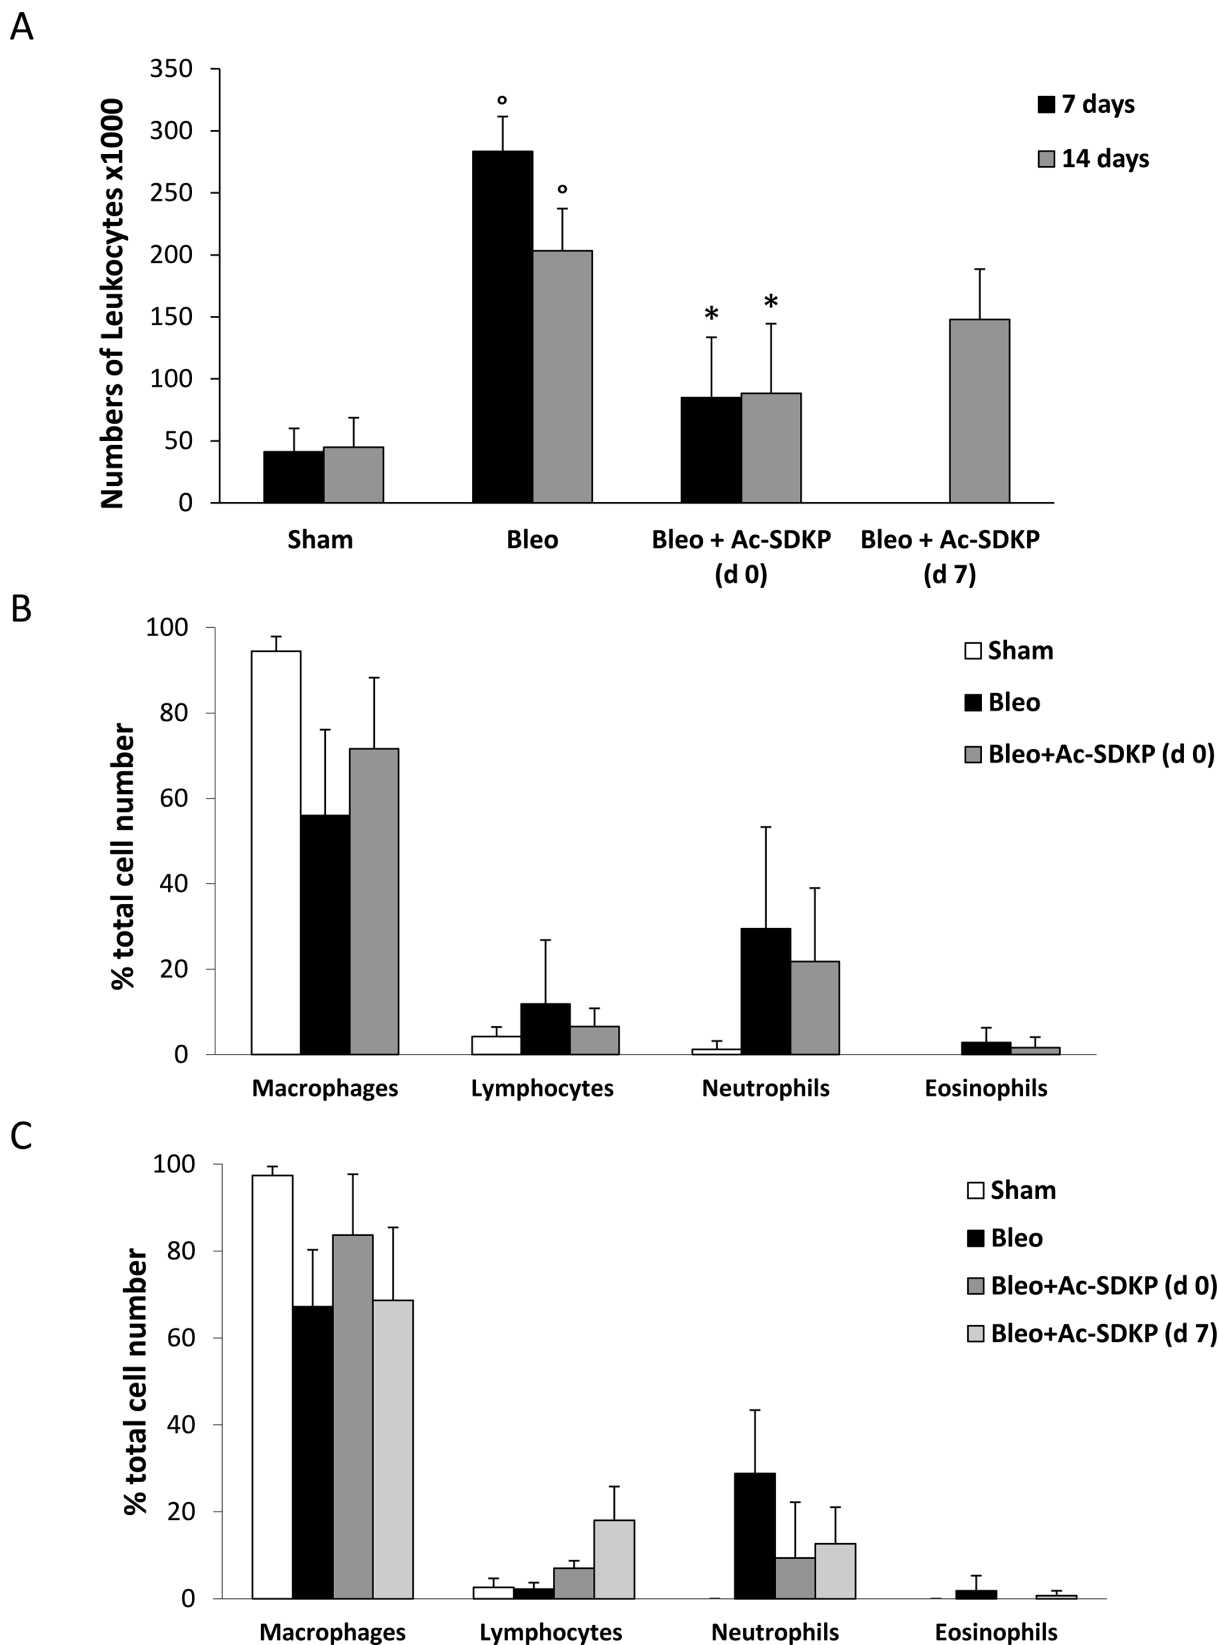 A
Numbers of Leukocytes x1000
350
300
250
200
150
100
50
0
° ° * *
7 days
14 days
Sham Bleo Bleo + Ac-SDKP Bleo + Ac-SDKP
(d 0) (d 7)
B
% total cell number
100
80
60
40
20
0
Sham
Bleo
Bleo+Ac-SDKP (d 0)
Macrophages Lymphocytes Neutrophils Eosinophils
C
% total cell number
100
80
60
40
20
0
Sham
Bleo
Bleo+Ac-SDKP (d 0)
Bleo+Ac-SDKP (d 7)
Macrophages Lymphocytes Neutrophils Eosinophils